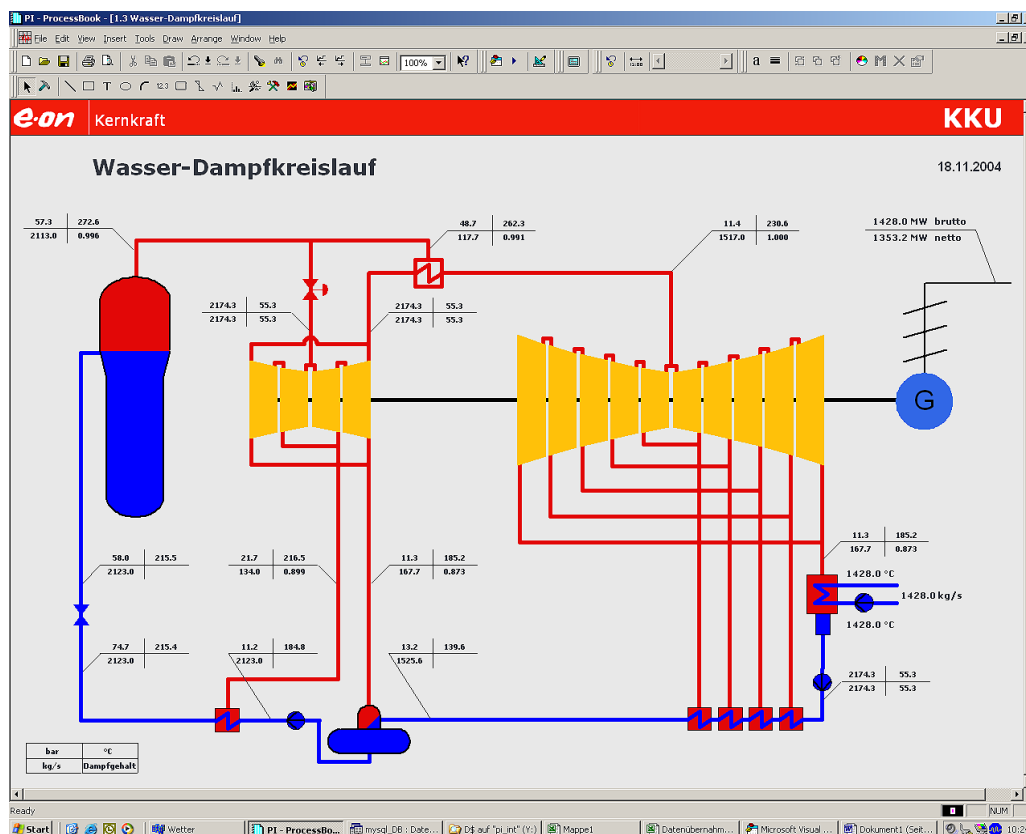 PI - ProcessBook - [1.3 Wasser-Dampfkreislauf]
File Edit View Insert Tools Draw Arrange Window Help
100%
e·on Kernkraft KKU
Wasser-Dampfkreislauf
18.11.2004
57.3 272.6
2113.0 0.996
48.7 262.3
117.7 0.991
11.4 230.6
1517.0 1.000
1428.0 MW brutto
1353.2 MW netto
2174.3 55.3
2174.3 55.3
2174.3 55.3
2174.3 55.3
G
58.0 215.5
2123.0
21.7 216.5
134.0 0.899
11.3 185.2
167.7 0.873
11.3 185.2
167.7 0.873
1428.0 °C
1428.0 kg/s
1428.0 °C
74.7 215.4
2123.0
11.2 184.8
2123.0
13.2 139.6
1525.6
2174.3 55.3
2174.3 55.3
bar °C
kg/s Dampfgehalt
Ready
NUM
Start Wetter PI - ProcessBo... mysql_DB : Date... D$ auf "pi_int" (Y:) Mappe1 Datenübernahm... Microsoft Visual ... Dokument1 (Seit...